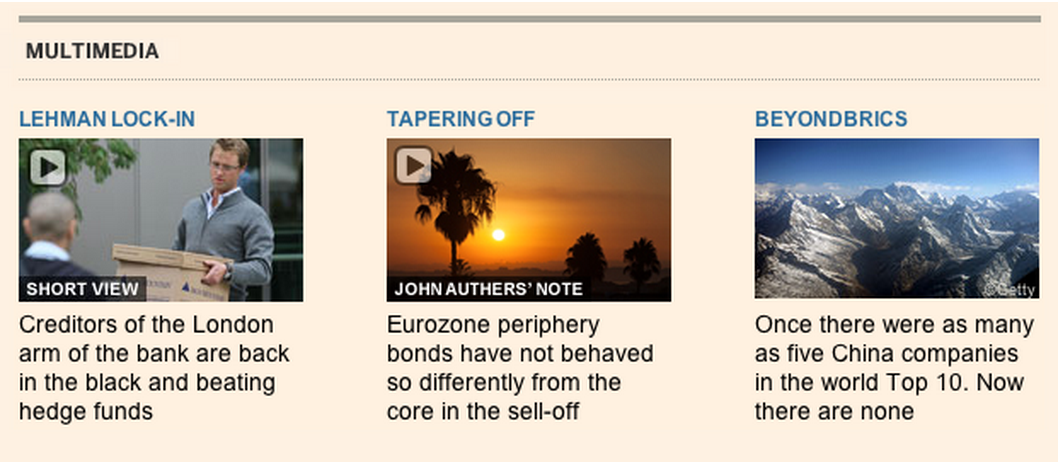 MULTIMEDIA
LEHMAN LOCK-IN
SHORT VIEW
Creditors of the London
arm of the bank are back
in the black and beating
hedge funds
TAPERING OFF
JOHN AUTHERS' NOTE
Eurozone periphery
bonds have not behaved
so differently from the
core in the sell-off
BEYONDBRICS
©Getty
Once there were as many
as five China companies
in the world Top 10. Now
there are none